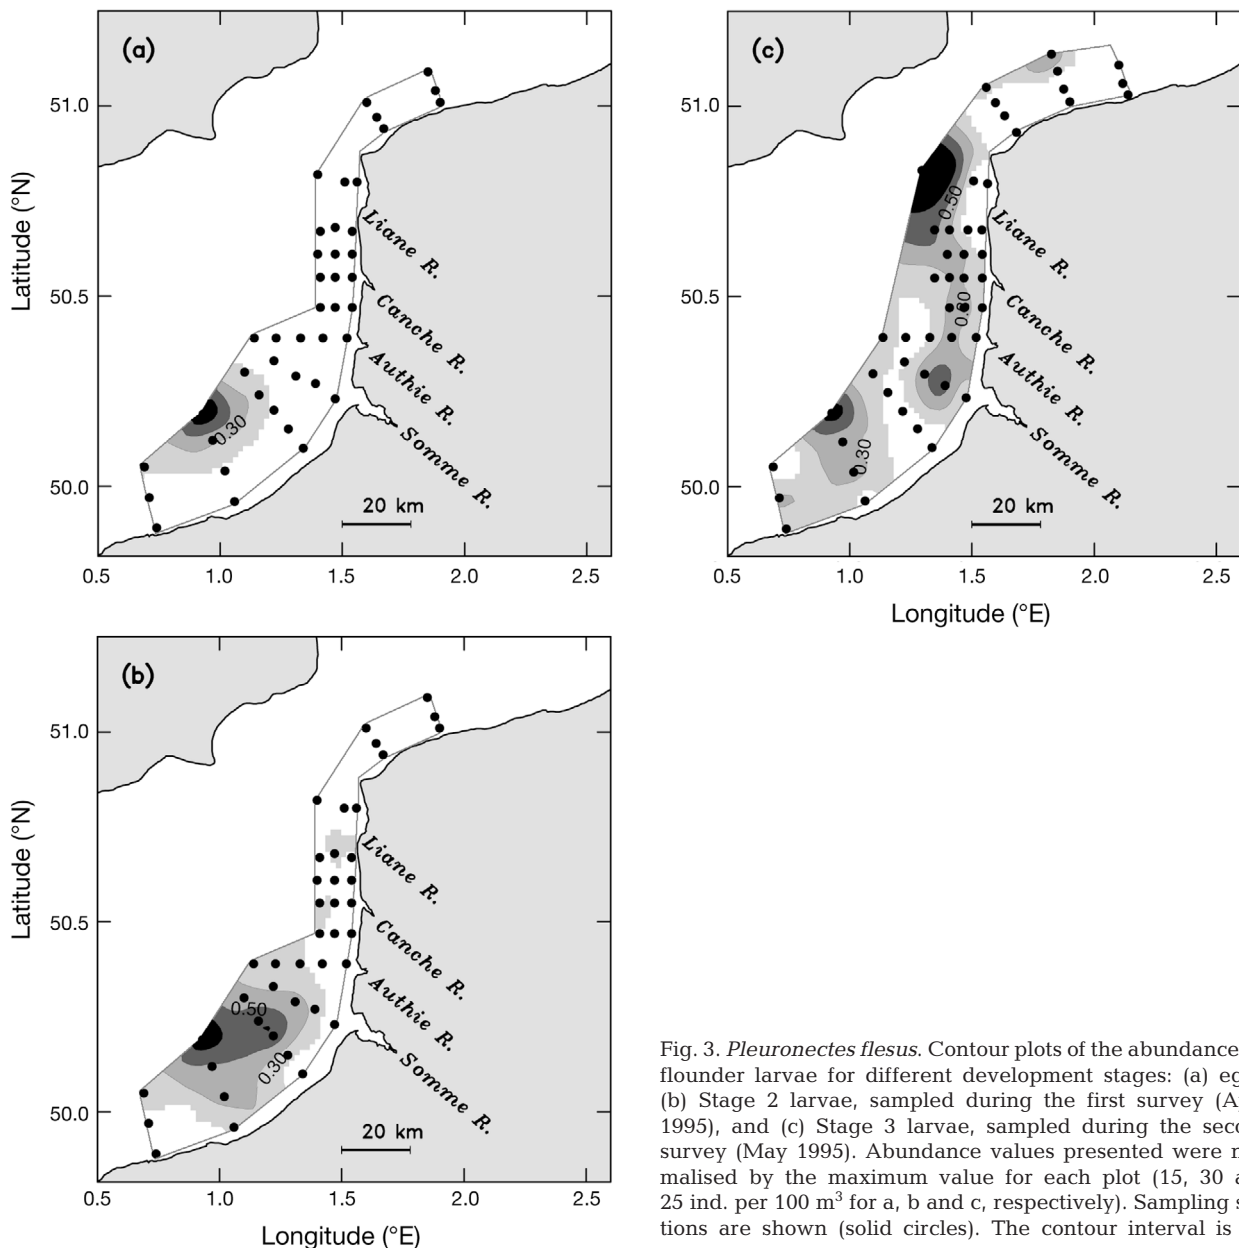 (a)
Latitude (°N)
51.0
50.5
50.0
0.30
Liane R.
Canche R.
Authie R.
Somme R.
20 km
0.5 1.0 1.5 2.0 2.5
(b)
Latitude (°N)
51.0
50.5
50.0
0.50
0.30
Liane R.
Canche R.
Authie R.
Somme R.
20 km
0.5 1.0 1.5 2.0 2.5
Longitude (°E)
(c)
51.0
50.5
50.0
0.50
0.30
0.30
Liane R.
Canche R.
Authie R.
Somme R.
20 km
0.5 1.0 1.5 2.0 2.5
Longitude (°E)
Fig. 3. Pleuronectes flesus. Contour plots of the abundance
flounder larvae for different development stages: (a) eg
(b) Stage 2 larvae, sampled during the first survey (A
1995), and (c) Stage 3 larvae, sampled during the seco
survey (May 1995). Abundance values presented were n
malised by the maximum value for each plot (15, 30 a
25 ind. per 100 m³ for a, b and c, respectively). Sampling s
tions are shown (solid circles). The contour interval is